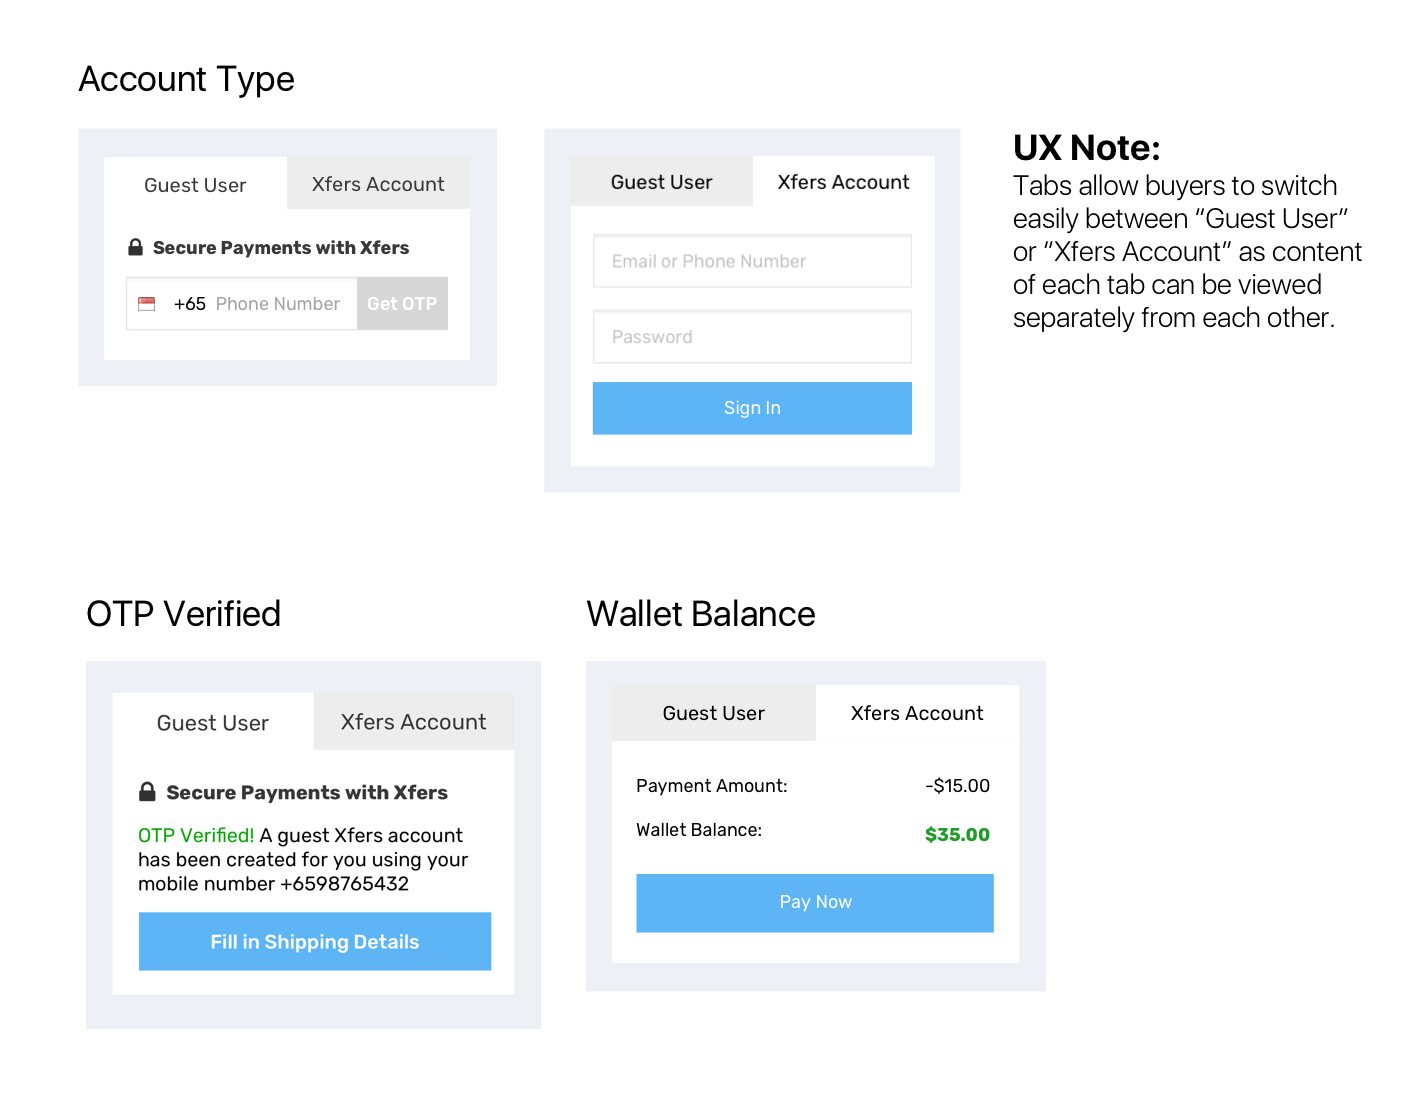 Account Type
Guest User
Xfers Account
Secure Payments with Xfers
+65 Phone Number
Get OTP
Guest User
Xfers Account
Email or Phone Number
Password
Sign In
UX Note:
Tabs allow buyers to switch
easily between “Guest User”
or “Xfers Account” as content
of each tab can be viewed
separately from each other.
OTP Verified
Guest User
Xfers Account
Secure Payments with Xfers
OTP Verified! A guest Xfers account
has been created for you using your
mobile number +6598765432
Fill in Shipping Details
Wallet Balance
Guest User
Xfers Account
Payment Amount: -$15.00
Wallet Balance: $35.00
Pay Now